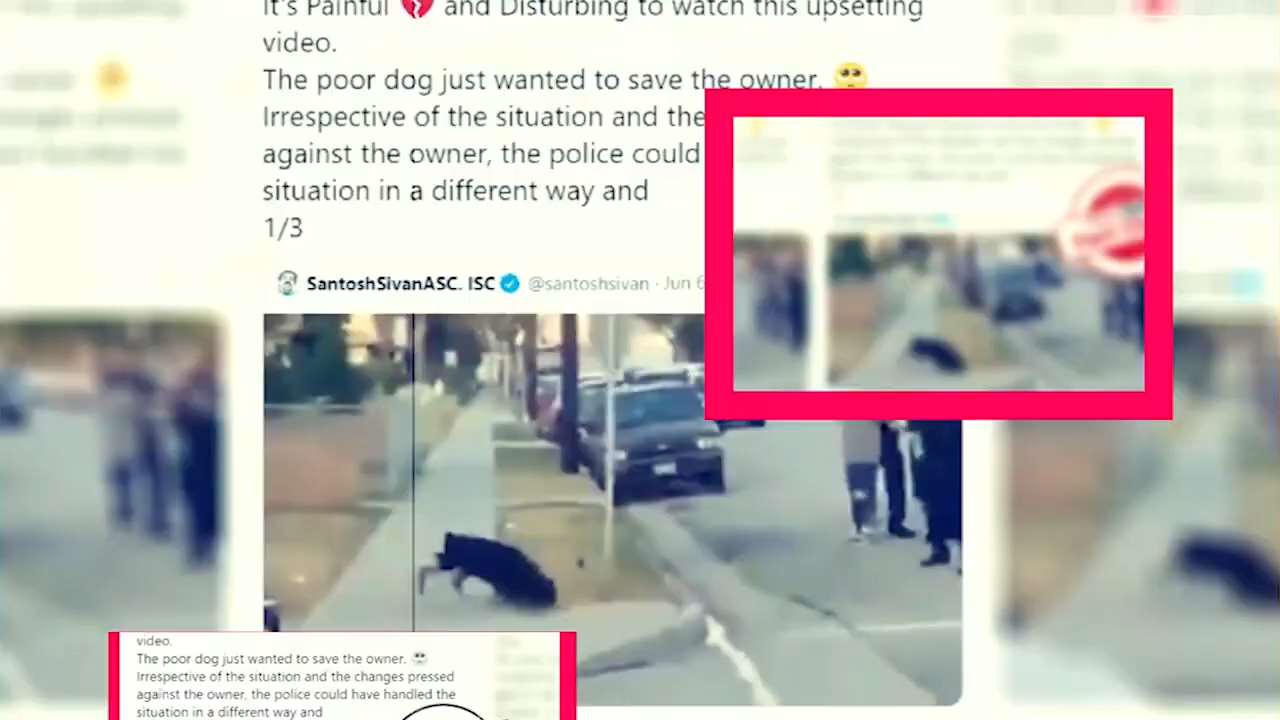 It's Painful 💔 and Disturbing to watch this upsetting
video.
The poor dog just wanted to save the owner. 🥺
Irrespective of the situation and the
against the owner, the police could
situation in a different way and
1/3
SantoshSivanASC. ISC @santoshsivan · Jun 6
video.
The poor dog just wanted to save the owner. 🥺
Irrespective of the situation and the changes pressed
against the owner, the police could have handled the
situation in a different way and